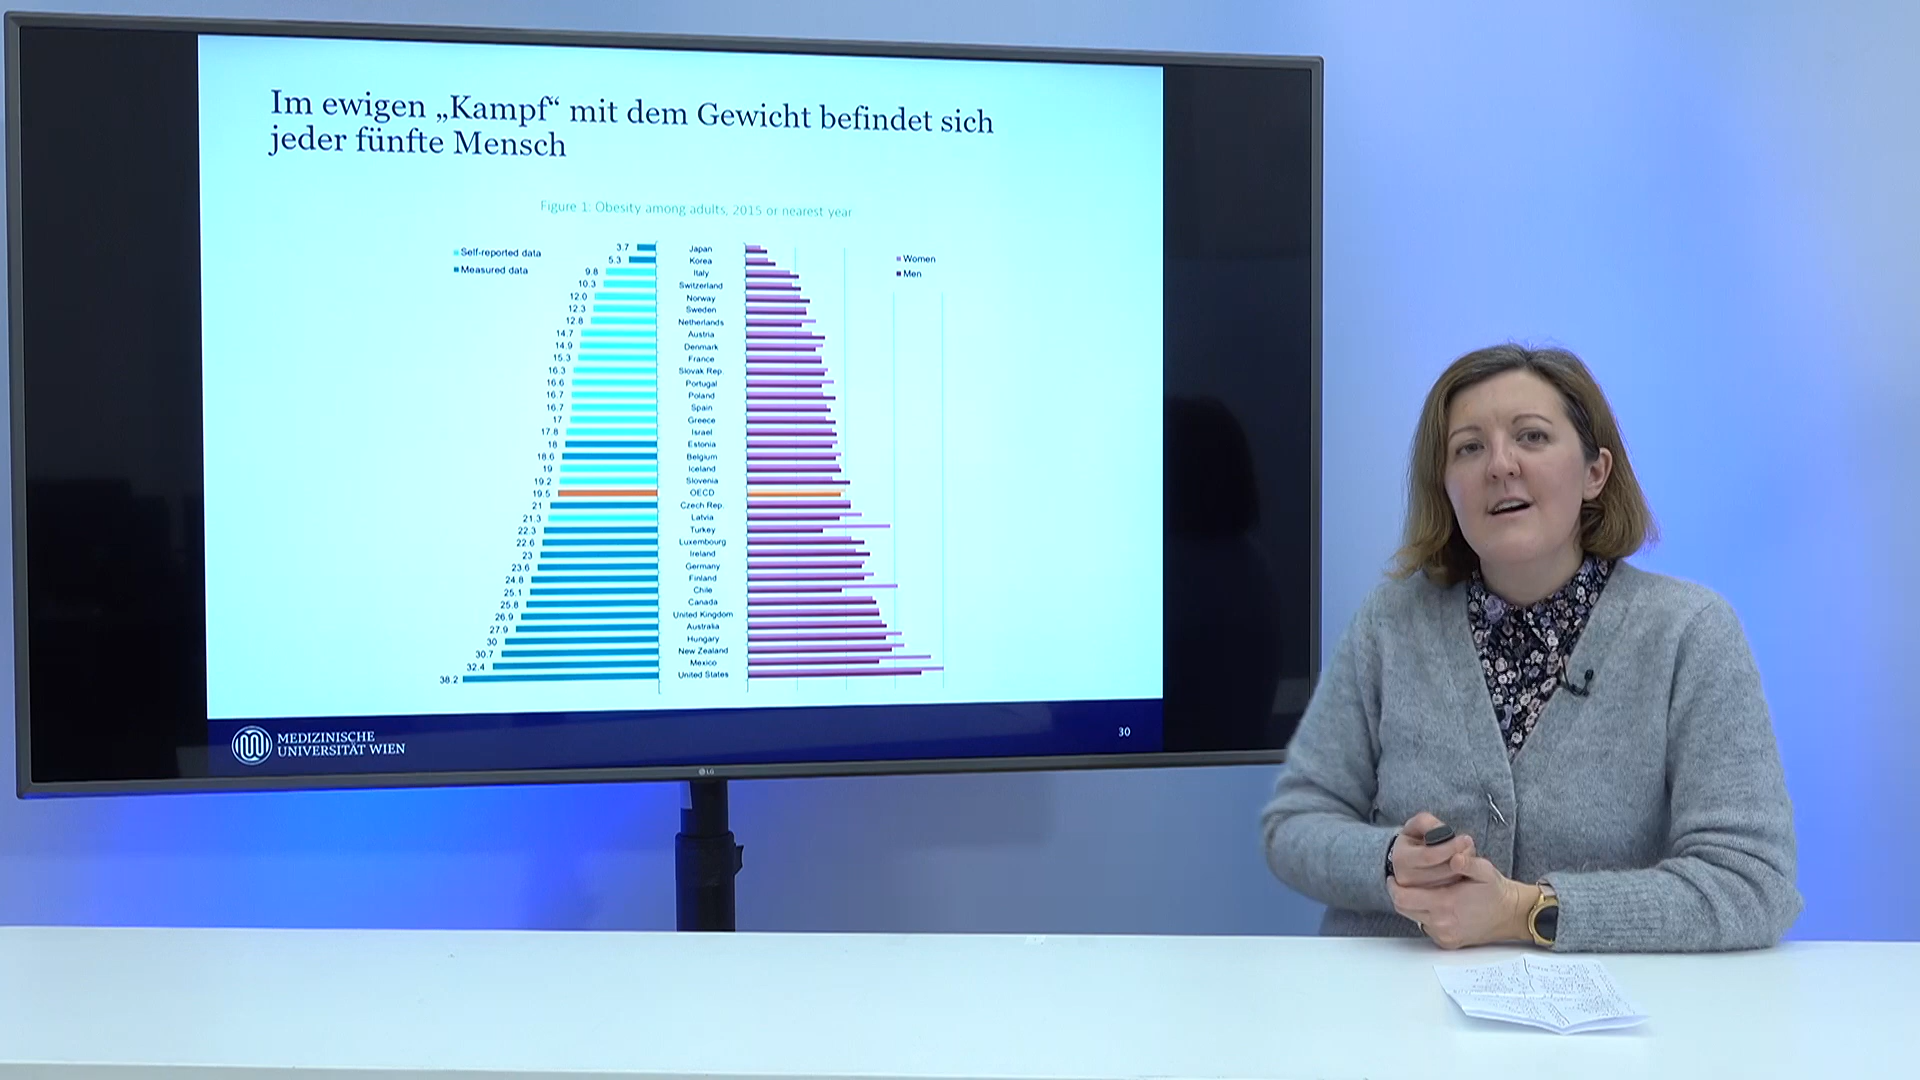 Im ewigen „Kampf“ mit dem Gewicht befindet sich
jeder fünfte Mensch
Figure 1: Obesity among adults, 2015 or nearest year
Self-reported data
Measured data
Women
Men
3.7 Japan
5.3 Korea
9.8 Italy
10.3 Switzerland
12.0 Norway
12.3 Sweden
12.8 Netherlands
14.7 Austria
14.9 Denmark
15.3 France
16.3 Slovak Rep.
16.6 Portugal
16.7 Poland
16.7 Spain
17 Greece
17.8 Israel
18 Estonia
18.6 Belgium
19 Iceland
19.2 Slovenia
19.5 OECD
21 Czech Rep.
21.3 Latvia
22.3 Turkey
22.6 Luxembourg
23 Ireland
23.6 Germany
24.8 Finland
25.1 Chile
25.8 Canada
26.9 United Kingdom
27.9 Australia
30 Hungary
30.7 New Zealand
32.4 Mexico
38.2 United States
MEDIZINISCHE
UNIVERSITÄT WIEN
30
LG